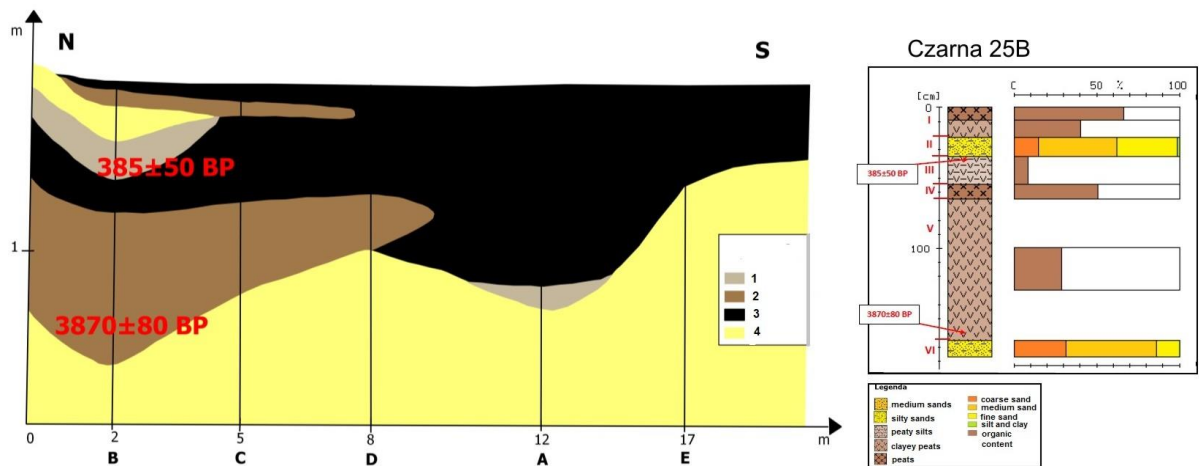 m
N
S
385±50 BP
1
3870±80 BP
1
2
3
4
0 2 5 8 12 17 m
B C D A E
Czarna 25B
[cm]
C 50 % 100
0
I
II
385±50 BP
III
IV
V
100
3870±80 BP
VI
Legenda
medium sands
silty sands
peaty silts
clayey peats
peats
coarse sand
medium sand
fine sand
silt and clay
organic
content